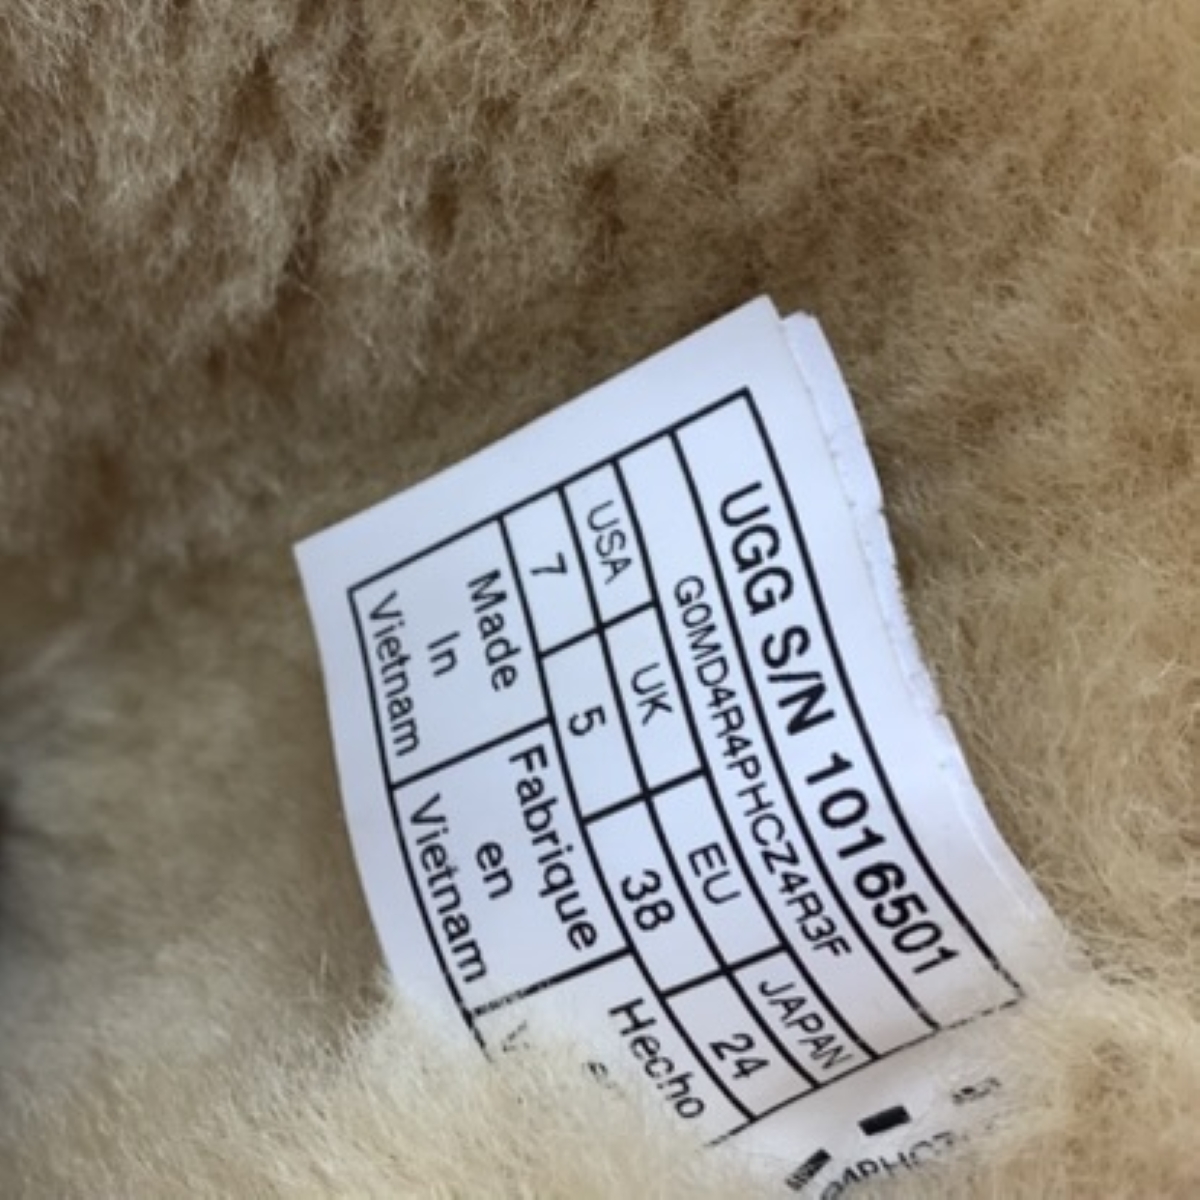 UGG S/N 1016501
G0MD4R4PHCZ4R3F
USA UK EU JAPAN
7 5 38 24
Made Fabrique Hecho
In en
Vietnam Vietnam